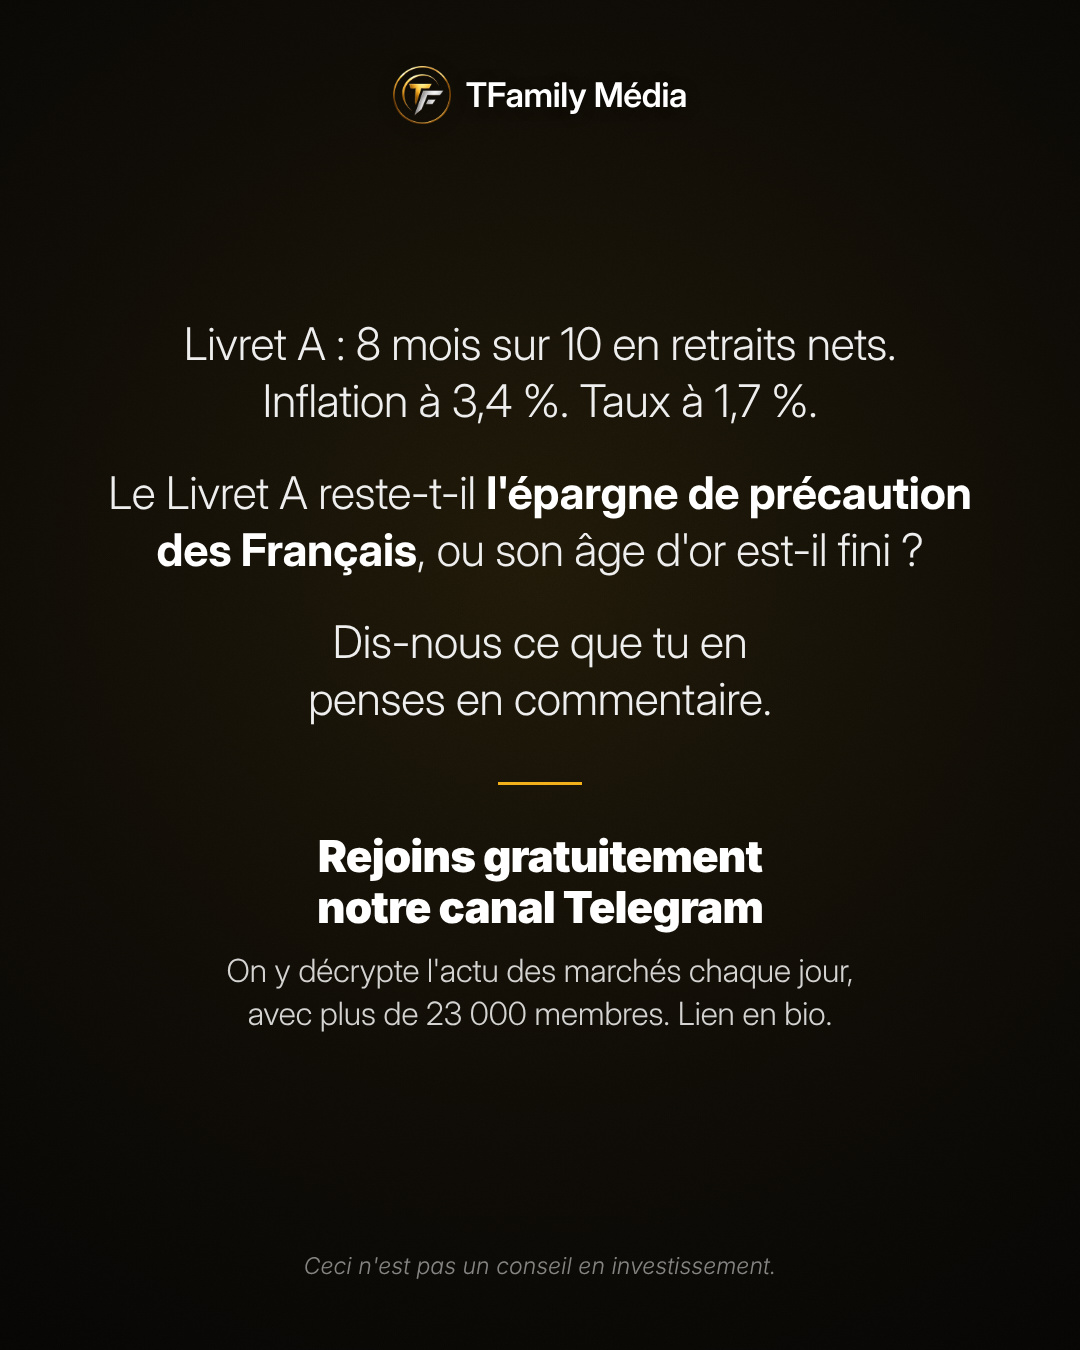 TFamily Média
Livret A : 8 mois sur 10 en retraits nets.
Inflation à 3,4 %. Taux à 1,7 %.
Le Livret A reste-t-il l'épargne de précaution
des Français, ou son âge d'or est-il fini ?
Dis-nous ce que tu en
penses en commentaire.
Rejoins gratuitement
notre canal Telegram
On y décrypte l'actu des marchés chaque jour,
avec plus de 23 000 membres. Lien en bio.
Ceci n'est pas un conseil en investissement.